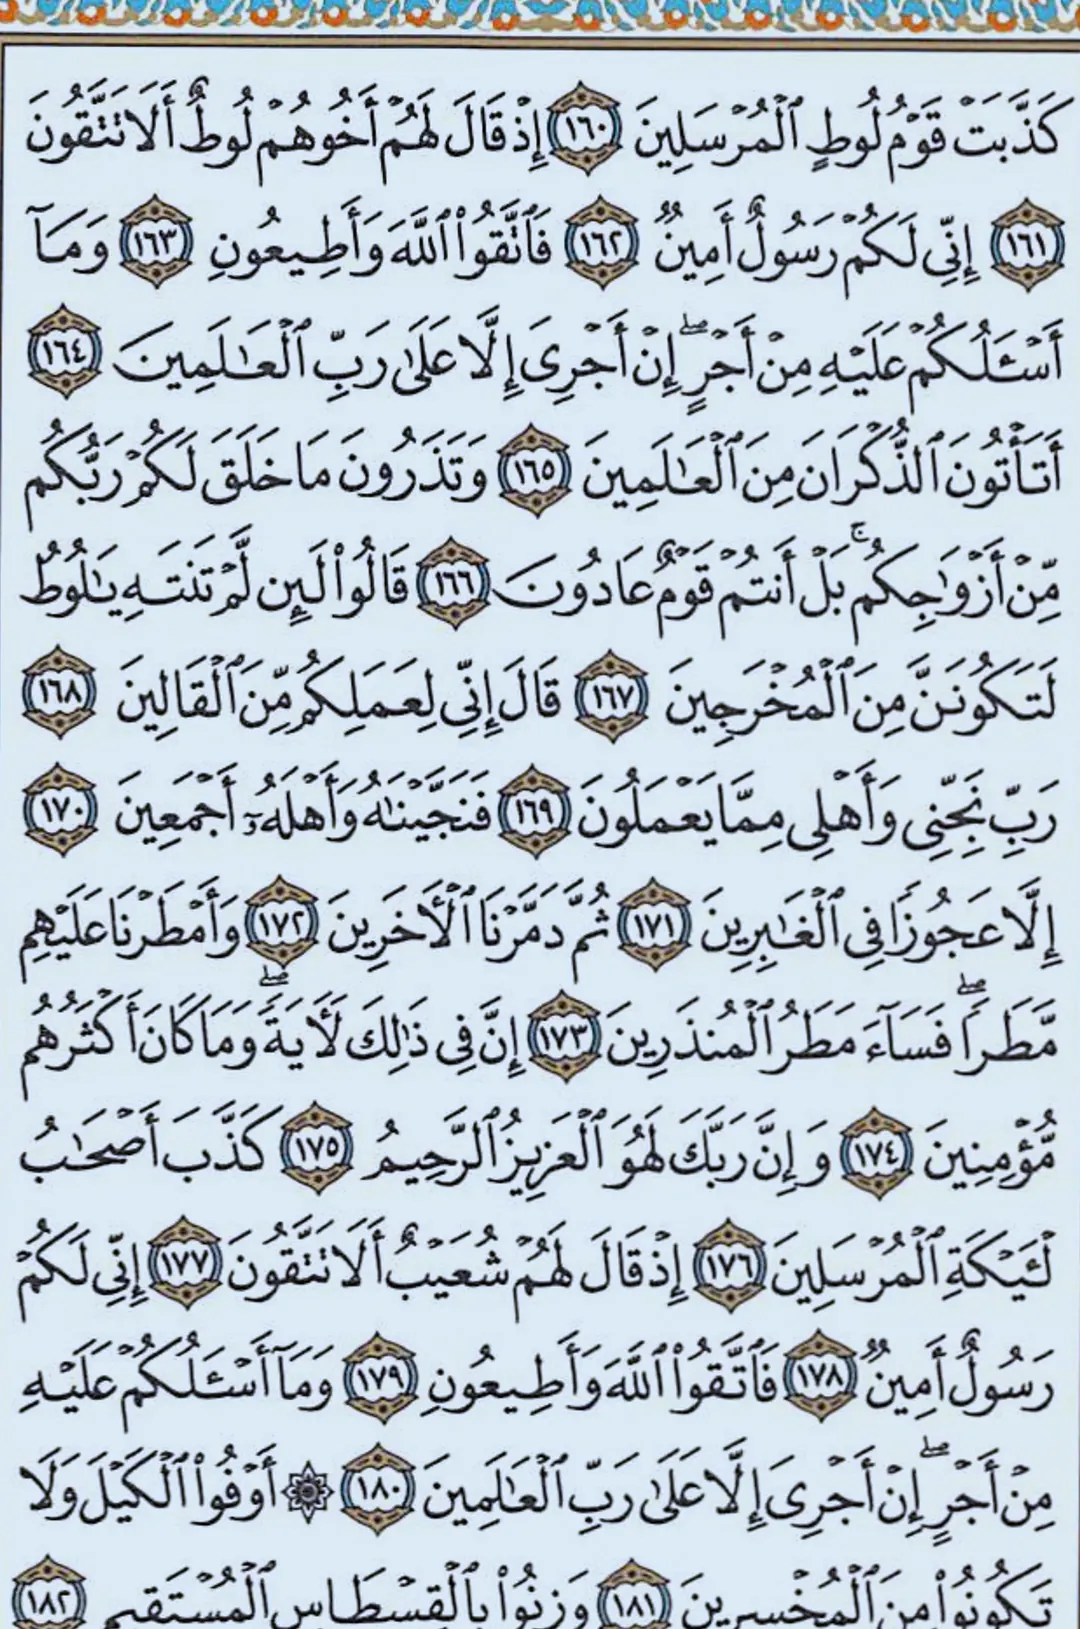 كَذَّبَتْ قَوْمُ لُوطٍ ٱلْمُرْسَلِينَ ١٦٠ إِذْ قَالَ لَهُمْ أَخُوهُمْ لُوطٌ أَلَا تَتَّقُونَ
١٦١ إِنِّى لَكُمْ رَسُولٌ أَمِينٌ ١٦٢ فَٱتَّقُوا۟ ٱللَّهَ وَأَطِيعُونِ ١٦٣ وَمَآ
أَسْـَٔلُكُمْ عَلَيْهِ مِنْ أَجْرٍ ۖ إِنْ أَجْرِىَ إِلَّا عَلَىٰ رَبِّ ٱلْعَـٰلَمِينَ ١٦٤
أَتَأْتُونَ ٱلذُّكْرَانَ مِنَ ٱلْعَـٰلَمِينَ ١٦٥ وَتَذَرُونَ مَا خَلَقَ لَكُمْ رَبُّكُم
مِّنْ أَزْوَٰجِكُم ۚ بَلْ أَنتُمْ قَوْمٌ عَادُونَ ١٦٦ قَالُوا۟ لَئِن لَّمْ تَنتَهِ يَـٰلُوطُ
لَتَكُونَنَّ مِنَ ٱلْمُخْرَجِينَ ١٦٧ قَالَ إِنِّى لِعَمَلِكُم مِّنَ ٱلْقَالِينَ ١٦٨
رَبِّ نَجِّنِى وَأَهْلِى مِمَّا يَعْمَلُونَ ١٦٩ فَنَجَّيْنَـٰهُ وَأَهْلَهُۥٓ أَجْمَعِينَ ١٧٠
إِلَّا عَجُوزًا فِى ٱلْغَـٰبِرِينَ ١٧١ ثُمَّ دَمَّرْنَا ٱلْـَٔاخَرِينَ ١٧٢ وَأَمْطَرْنَا عَلَيْهِم
مَّطَرًا ۖ فَسَآءَ مَطَرُ ٱلْمُنذَرِينَ ١٧٣ إِنَّ فِى ذَٰلِكَ لَـَٔايَةً ۖ وَمَا كَانَ أَكْثَرُهُم
مُّؤْمِنِينَ ١٧٤ وَإِنَّ رَبَّكَ لَهُوَ ٱلْعَزِيزُ ٱلرَّحِيمُ ١٧٥ كَذَّبَ أَصْحَـٰبُ
لْـَٔيْكَةِ ٱلْمُرْسَلِينَ ١٧٦ إِذْ قَالَ لَهُمْ شُعَيْبٌ أَلَا تَتَّقُونَ ١٧٧ إِنِّى لَكُمْ
رَسُولٌ أَمِينٌ ١٧٨ فَٱتَّقُوا۟ ٱللَّهَ وَأَطِيعُونِ ١٧٩ وَمَآ أَسْـَٔلُكُمْ عَلَيْهِ
مِنْ أَجْرٍ ۖ إِنْ أَجْرِىَ إِلَّا عَلَىٰ رَبِّ ٱلْعَـٰلَمِينَ ١٨٠ ۞ أَوْفُوا۟ ٱلْكَيْلَ وَلَا
تَكُونُوا۟ مِنَ ٱلْمُخْسِرِينَ ١٨١ وَزِنُوا۟ بِٱلْقِسْطَاسِ ٱلْمُسْتَقِيمِ ١٨٢